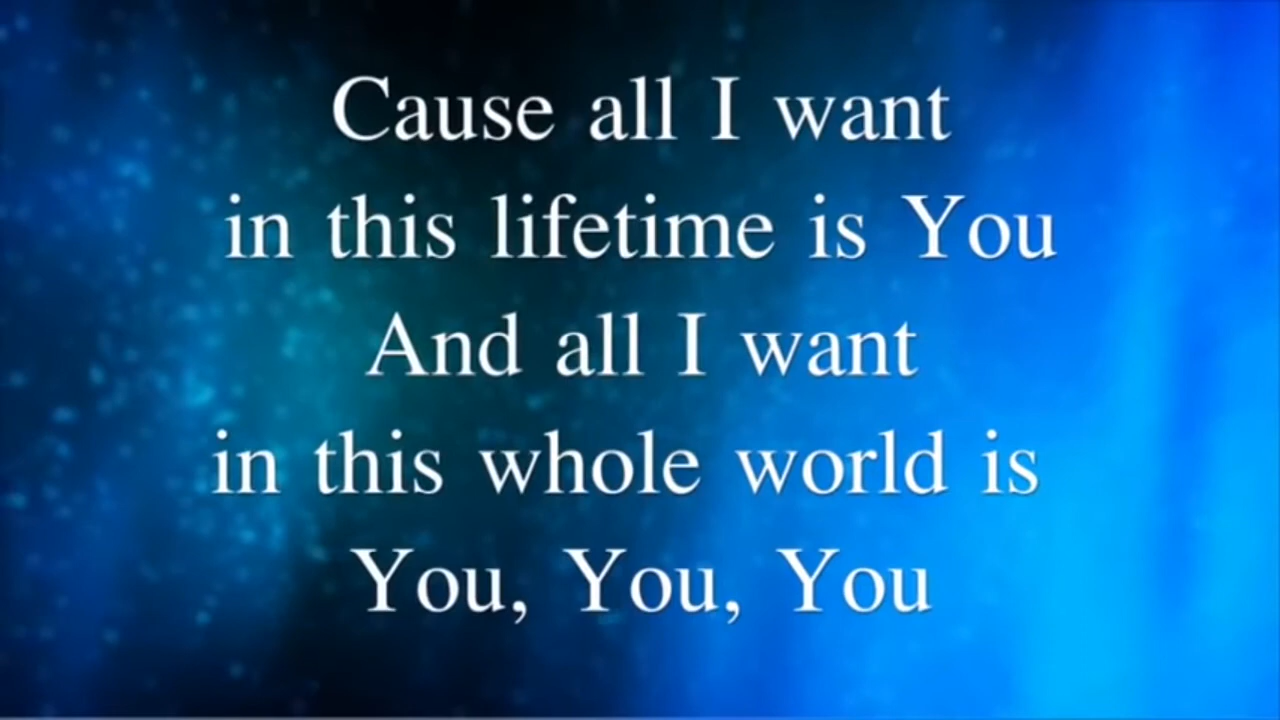 Cause all I want
in this lifetime is You
And all I want
in this whole world is
You, You, You